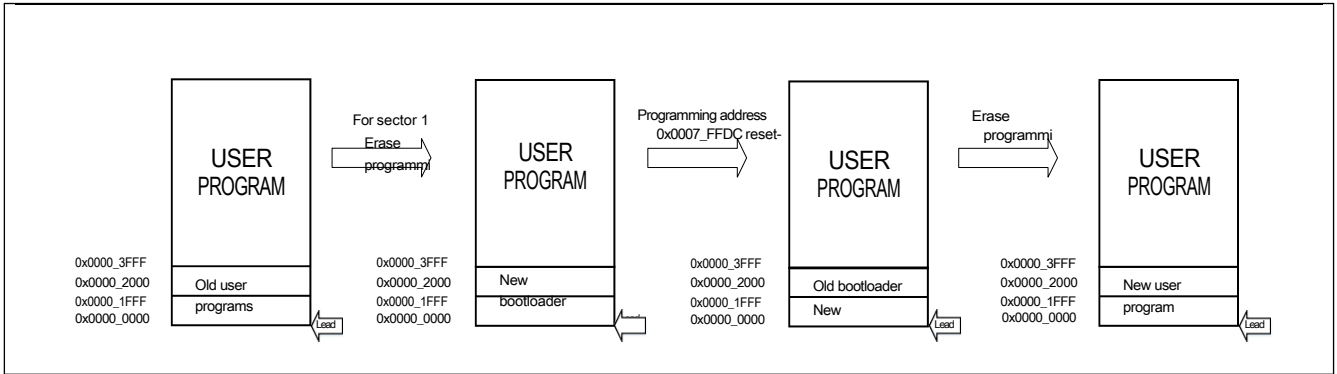 USER
PROGRAM
0x0000_3FFF
0x0000_2000
0x0000_1FFF
0x0000_0000
Old user
programs
Lead
For sector 1
Erase
programmi
USER
PROGRAM
0x0000_3FFF
0x0000_2000
0x0000_1FFF
0x0000_0000
New
bootloader
Programming address
0x0007_FFDC reset-
USER
PROGRAM
0x0000_3FFF
0x0000_2000
0x0000_1FFF
0x0000_0000
Old bootloader
New
Lead
Erase
programmi
USER
PROGRAM
0x0000_3FFF
0x0000_2000
0x0000_1FFF
0x0000_0000
New user
program
Lead